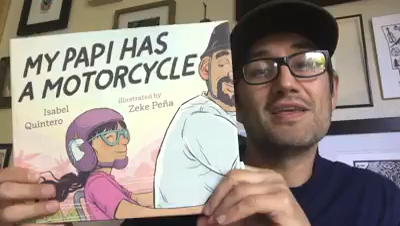 MY PAPI HAS
A MOTORCYCLE
Isabel
Quintero
illustrated by
Zeke Peña